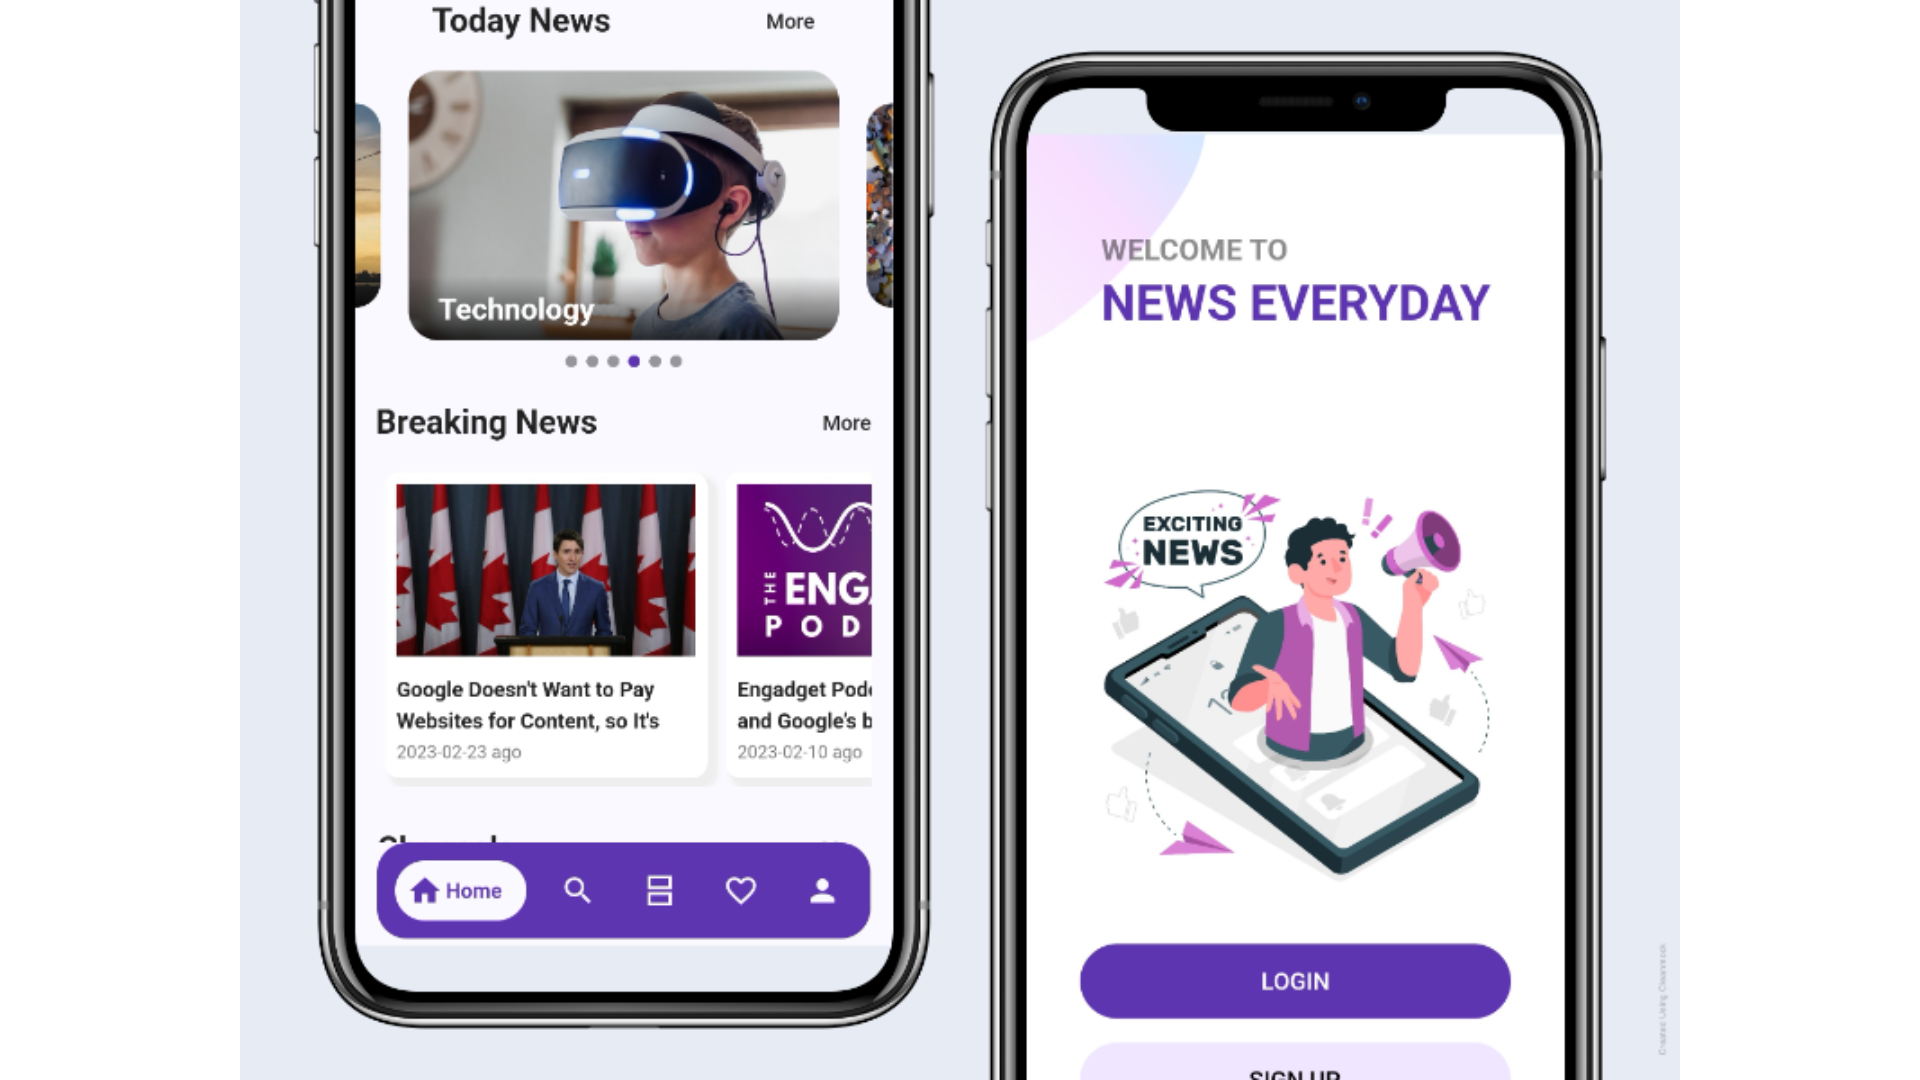 Today News
More
Technology
Breaking News
More
THE ENG
POD
Google Doesn't Want to Pay
Websites for Content, so It's
2023-02-23 ago
Engadget Pod
and Google's b
2023-02-10 ago
Home
WELCOME TO
NEWS EVERYDAY
EXCITING
NEWS
LOGIN
SIGN UP